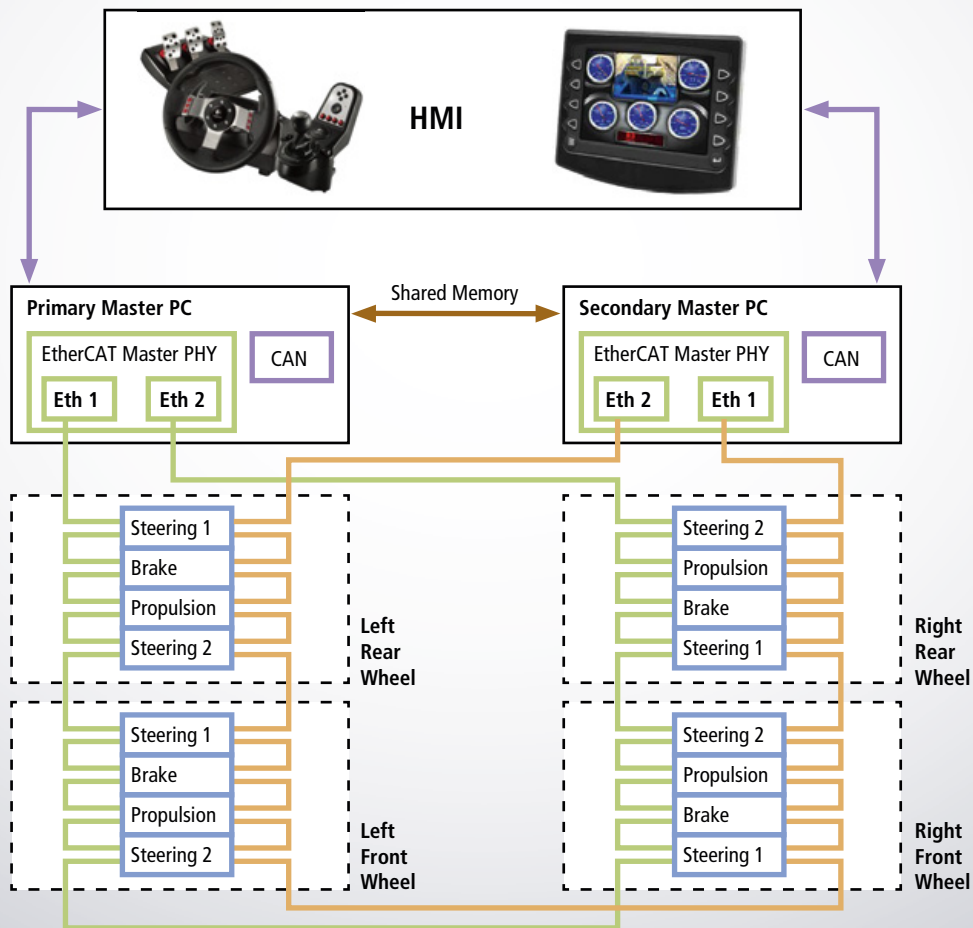 HMI
Shared Memory
Primary Master PC
EtherCAT Master PHY
CAN
Eth 1
Eth 2
Secondary Master PC
EtherCAT Master PHY
CAN
Eth 2
Eth 1
Steering 1
Brake
Propulsion
Steering 2
Left
Rear
Wheel
Steering 2
Propulsion
Brake
Steering 1
Right
Rear
Wheel
Steering 1
Brake
Propulsion
Steering 2
Left
Front
Wheel
Steering 2
Propulsion
Brake
Steering 1
Right
Front
Wheel